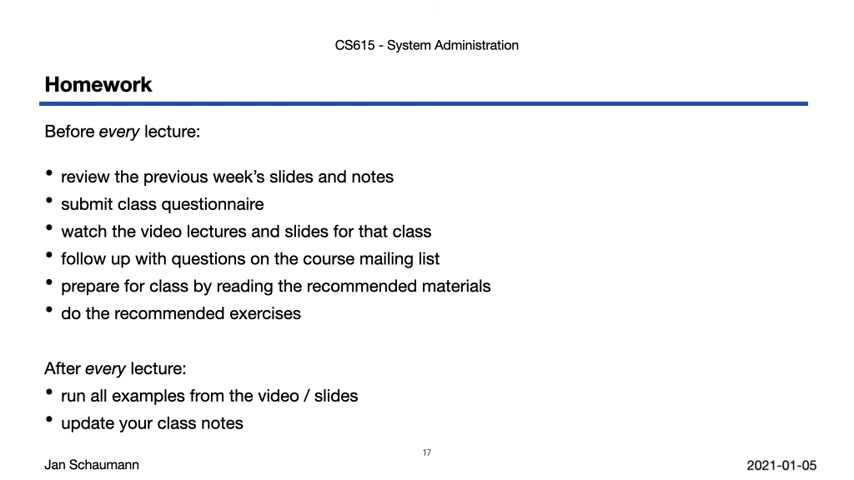 CS615 - System Administration
Homework
Before every lecture:
• review the previous week’s slides and notes
• submit class questionnaire
• watch the video lectures and slides for that class
• follow up with questions on the course mailing list
• prepare for class by reading the recommended materials
• do the recommended exercises
After every lecture:
• run all examples from the video / slides
• update your class notes
17
Jan Schaumann
2021-01-05